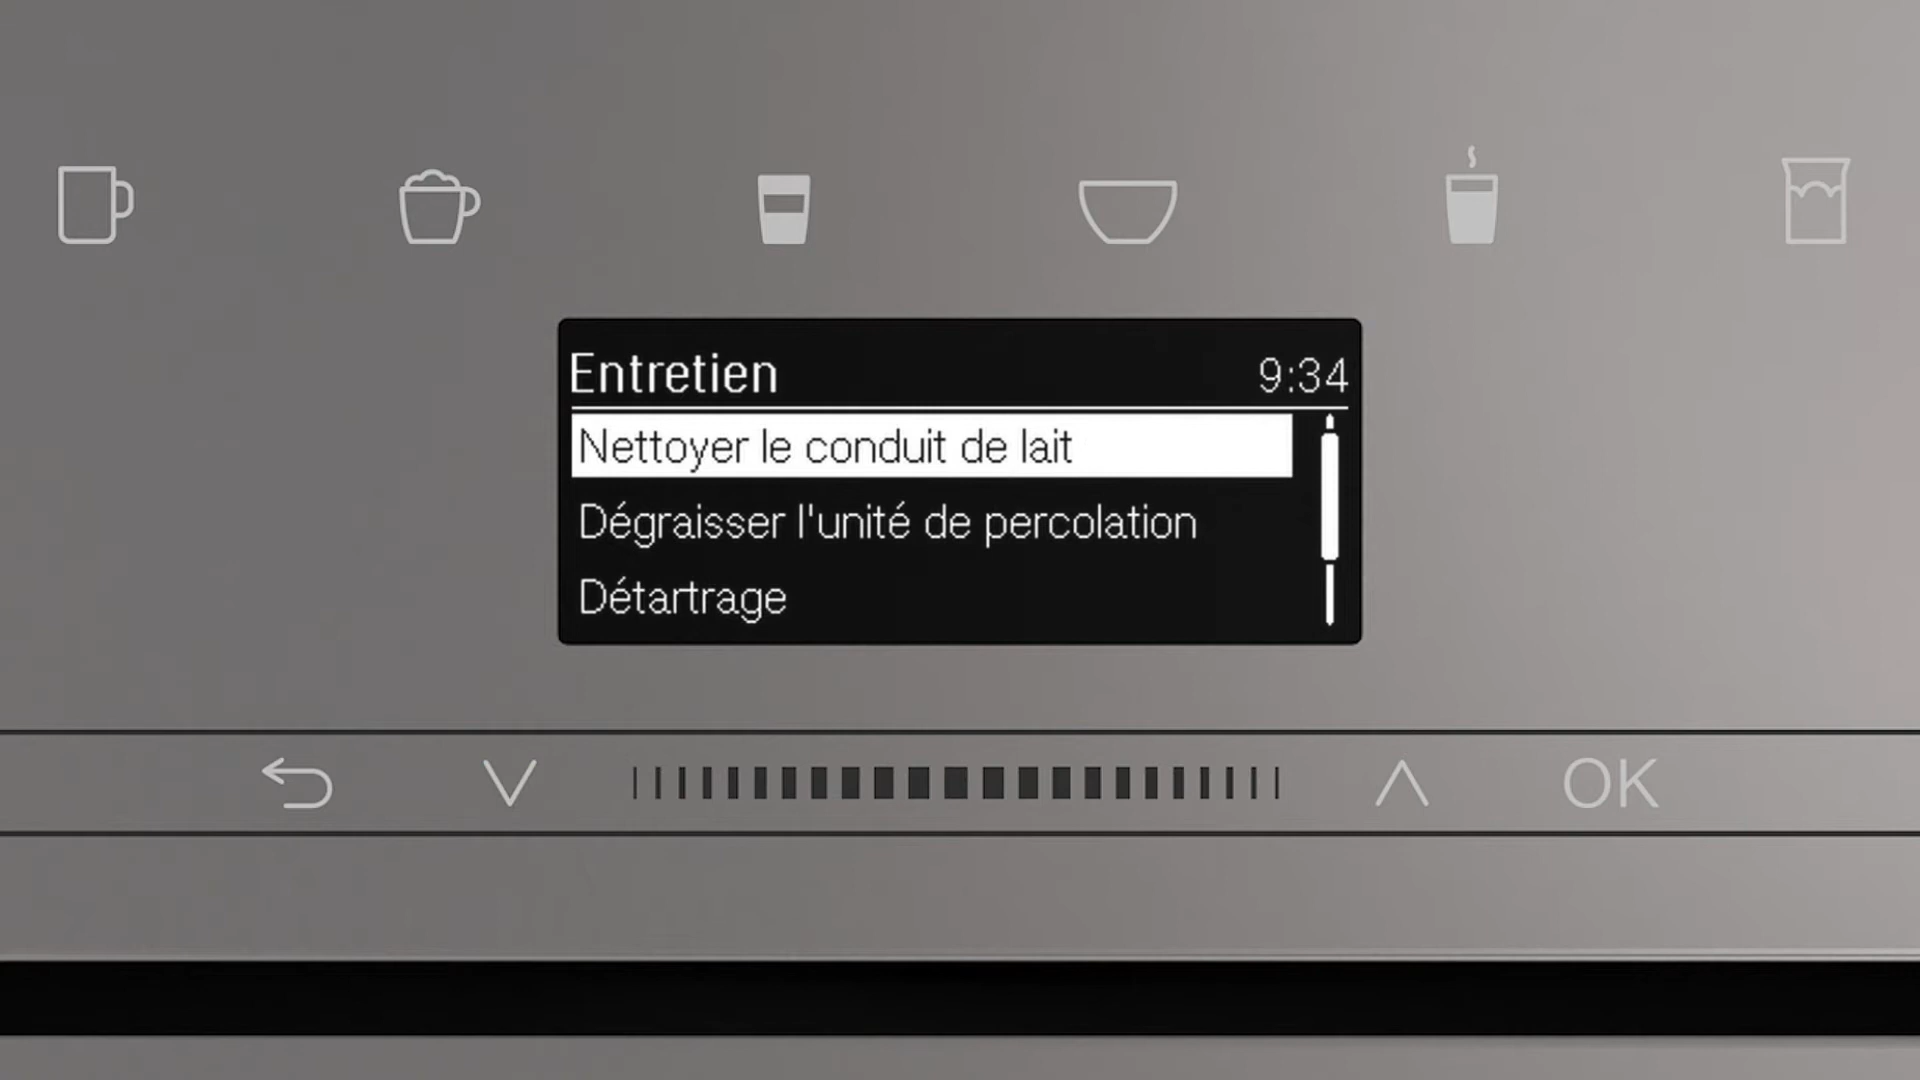 Entretien 9:34
Nettoyer le conduit de lait
Dégraisser l'unité de percolation
Détartrage
OK